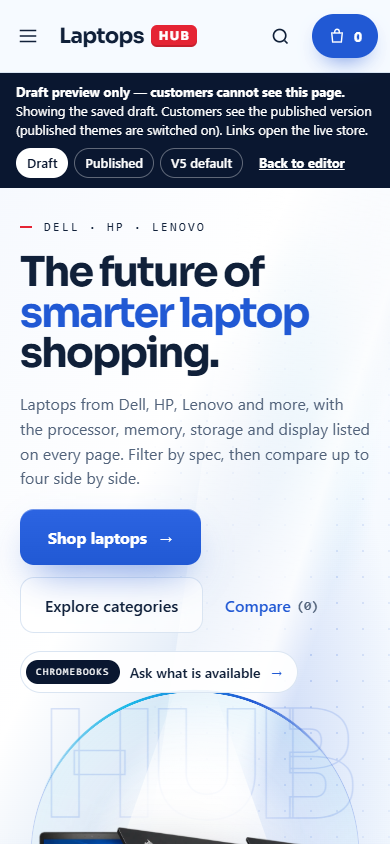 Laptops HUB
0
Draft preview only — customers cannot see this page.
Showing the saved draft. Customers see the published version
(published themes are switched on). Links open the live store.
Draft Published V5 default Back to editor
DELL · HP · LENOVO
The future of
smarter laptop
shopping.
Laptops from Dell, HP, Lenovo and more, with
the processor, memory, storage and display listed
on every page. Filter by spec, then compare up to
four side by side.
Shop laptops →
Explore categories Compare (0)
CHROMEBOOKS Ask what is available →
HUB